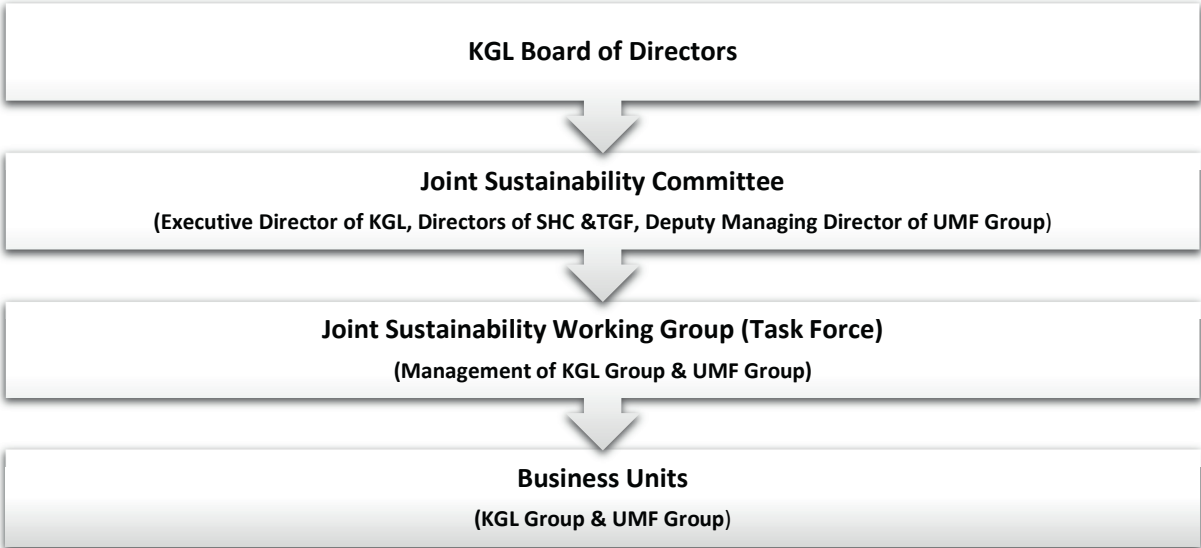 KGL Board of Directors
Joint Sustainability Committee
(Executive Director of KGL, Directors of SHC &TGF, Deputy Managing Director of UMF Group)
Joint Sustainability Working Group (Task Force)
(Management of KGL Group & UMF Group)
Business Units
(KGL Group & UMF Group)